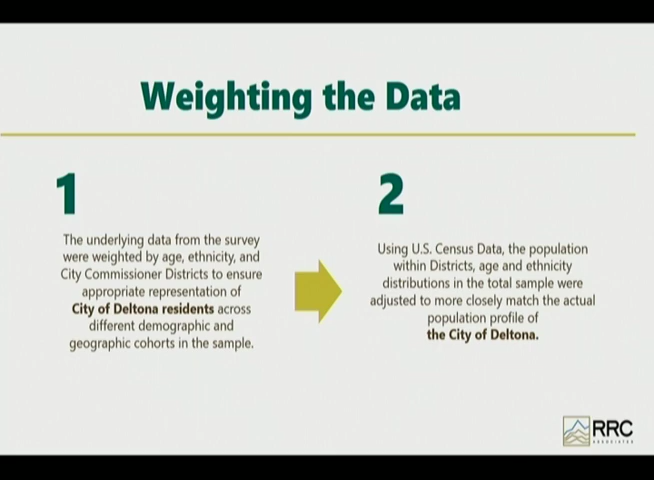 Weighting the Data
1
The underlying data from the survey
were weighted by age, ethnicity, and
City Commissioner Districts to ensure
appropriate representation of
City of Deltona residents across
different demographic and
geographic cohorts in the sample.
2
Using U.S. Census Data, the population
within Districts, age and ethnicity
distributions in the total sample were
adjusted to more closely match the actual
population profile of
the City of Deltona.
RRC
ASSOCIATES